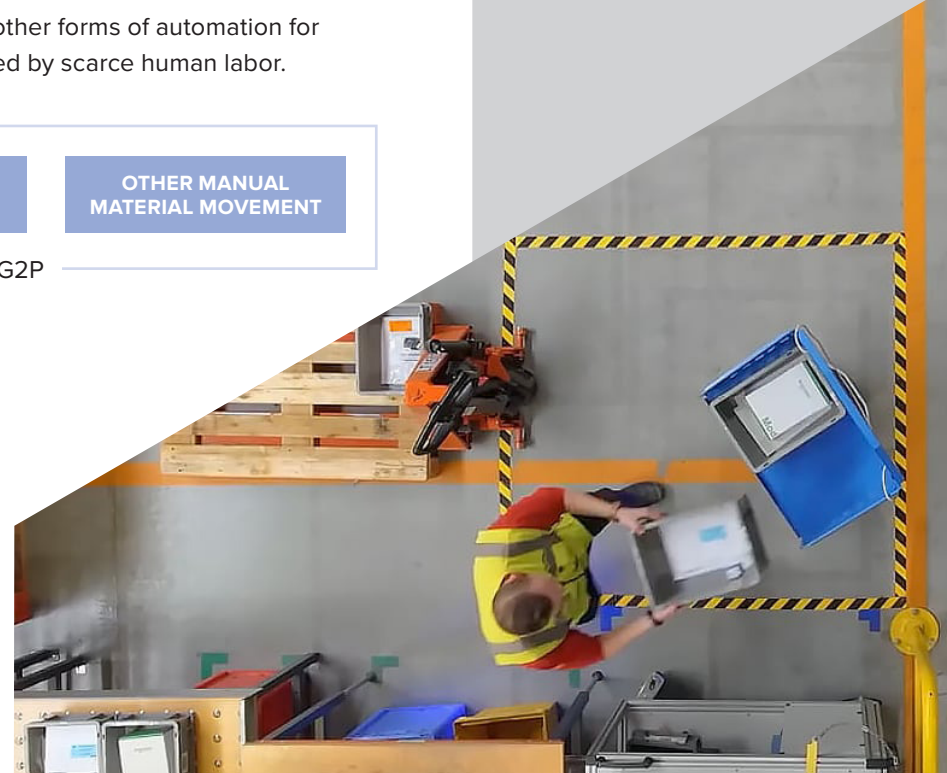 other forms of automation for
ed by scarce human labor.
OTHER MANUAL
MATERIAL MOVEMENT
G2P